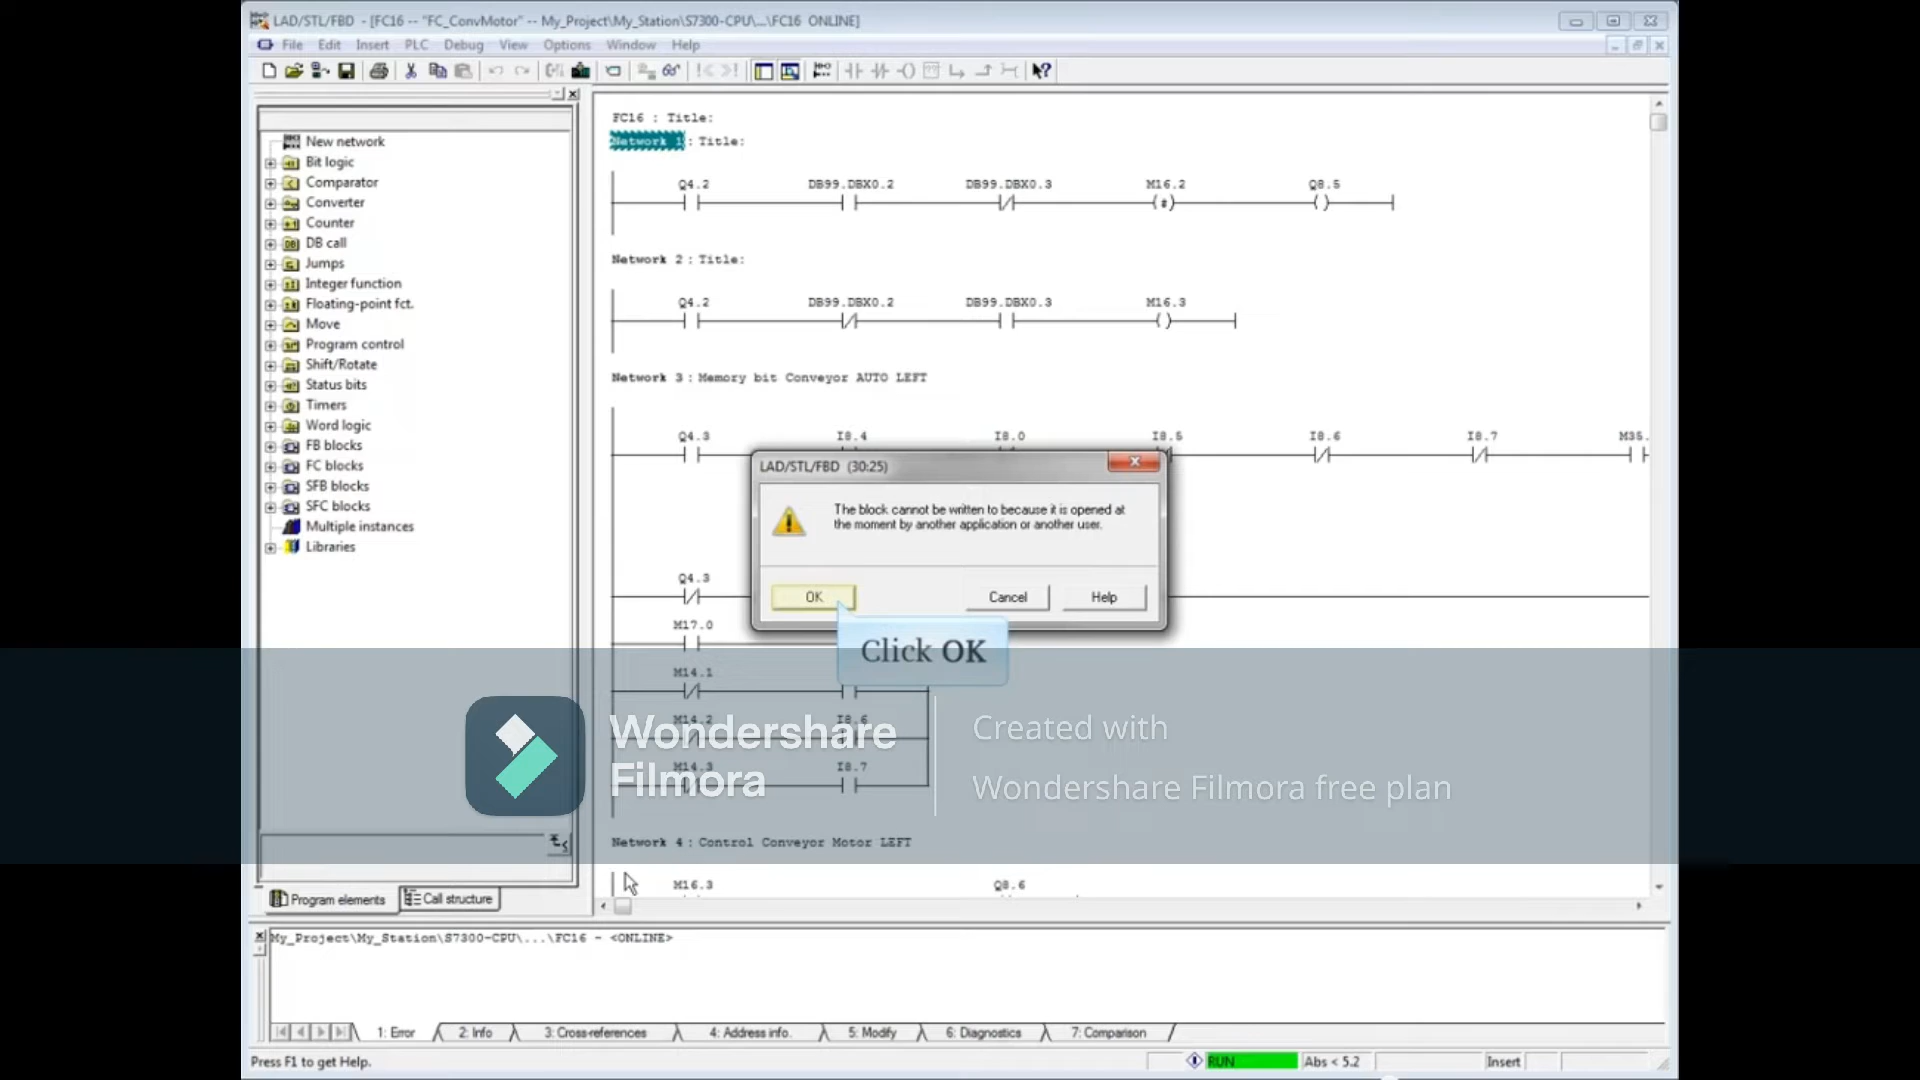 LAD/STL/FBD - [FC16 -- "FC_ConvMotor" -- My_Project\My_Station\S7300-CPU\...\FC16 ONLINE]
File Edit Insert PLC Debug View Options Window Help
New network
Bit logic
Comparator
Converter
Counter
DB call
Jumps
Integer function
Floating-point fct.
Move
Program control
Shift/Rotate
Status bits
Timers
Word logic
FB blocks
FC blocks
SFB blocks
SFC blocks
Multiple instances
Libraries
Program elements Call structure
FC16 : Title:
Network 1 : Title:
Q4.2 DB99.DBX0.2 DB99.DBX0.3 M16.2 Q8.5
Network 2 : Title:
Q4.2 DB99.DBX0.2 DB99.DBX0.3 M16.3
Network 3 : Memory bit Conveyor AUTO LEFT
Q4.3 I8.4 I8.0 I8.5 I8.6 I8.7 M35.
LAD/STL/FBD (30:25)
The block cannot be written to because it is opened at
the moment by another application or another user.
OK Cancel Help
Click OK
Q4.3
M17.0
M14.1
M14.2 I8.6
M14.3 I8.7
Wondershare
Filmora
Created with
Wondershare Filmora free plan
Network 4 : Control Conveyor Motor LEFT
M16.3 Q8.6
My_Project\My_Station\S7300-CPU\...\FC16 - <ONLINE>
1: Error 2: Info 3: Cross-references 4: Address info. 5: Modify 6: Diagnostics 7: Comparison
Press F1 to get Help. RUN Abs < 5.2 Insert